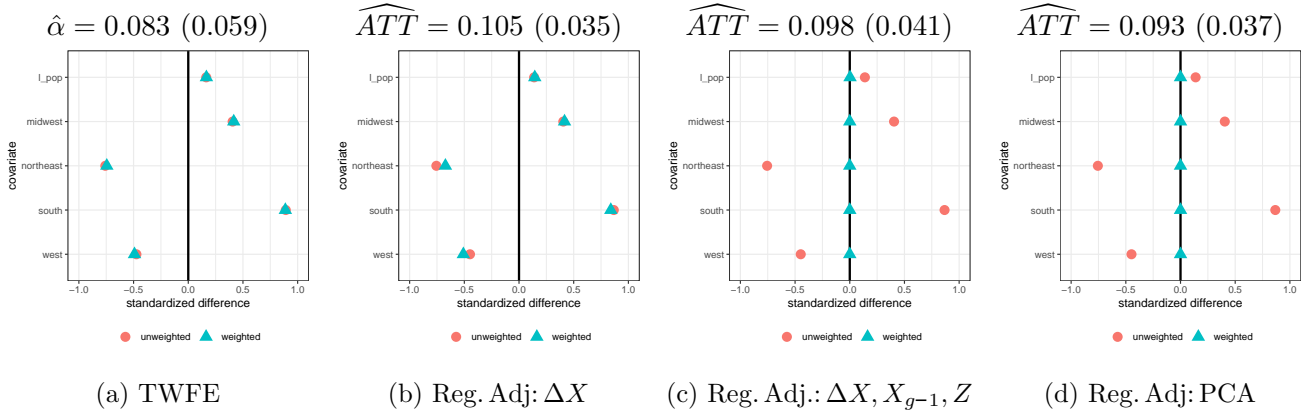 α̂ = 0.083 (0.059)
l_pop
midwest
northeast
south
west
covariate
−1.0 −0.5 0.0 0.5 1.0
standardized difference
unweighted weighted
(a) TWFE
\widehat{ATT} = 0.105 (0.035)
l_pop
midwest
northeast
south
west
covariate
−1.0 −0.5 0.0 0.5 1.0
standardized difference
unweighted weighted
(b) Reg. Adj: ΔX
\widehat{ATT} = 0.098 (0.041)
l_pop
midwest
northeast
south
west
covariate
−1.0 −0.5 0.0 0.5 1.0
standardized difference
unweighted weighted
(c) Reg. Adj.: ΔX, X_{g−1}, Z
\widehat{ATT} = 0.093 (0.037)
l_pop
midwest
northeast
south
west
covariate
−1.0 −0.5 0.0 0.5 1.0
standardized difference
unweighted weighted
(d) Reg. Adj: PCA